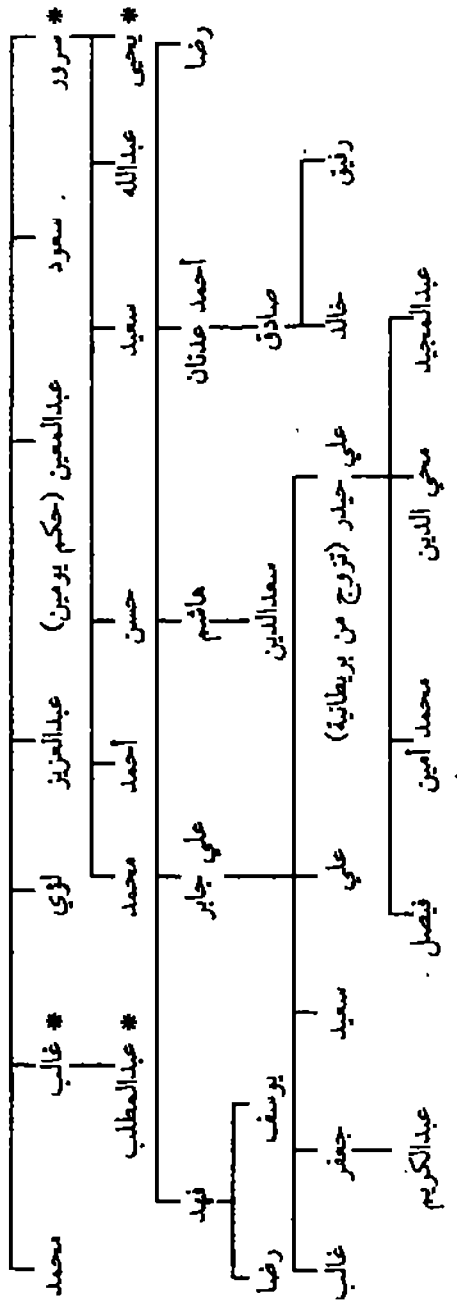 * سرور
سعود
عبدالمعين (حكم يومين)
عبدالعزيز
لؤي
* غالب
محمد
* يحيى
عبدالله
سعيد
حسن
أحمد
محمد
* عبدالمطلب
رضا
أحمد عدنان
هاشم
علي جابر
فهد
صادق
سعدالدين
يوسف
رضا
رفيق
خالد
علي حيدر (تزوج من بريطانية)
علي
سعيد
جعفر
غالب
عبدالمجيد
محي الدين
محمد أمين
فيصل
عبدالكريم